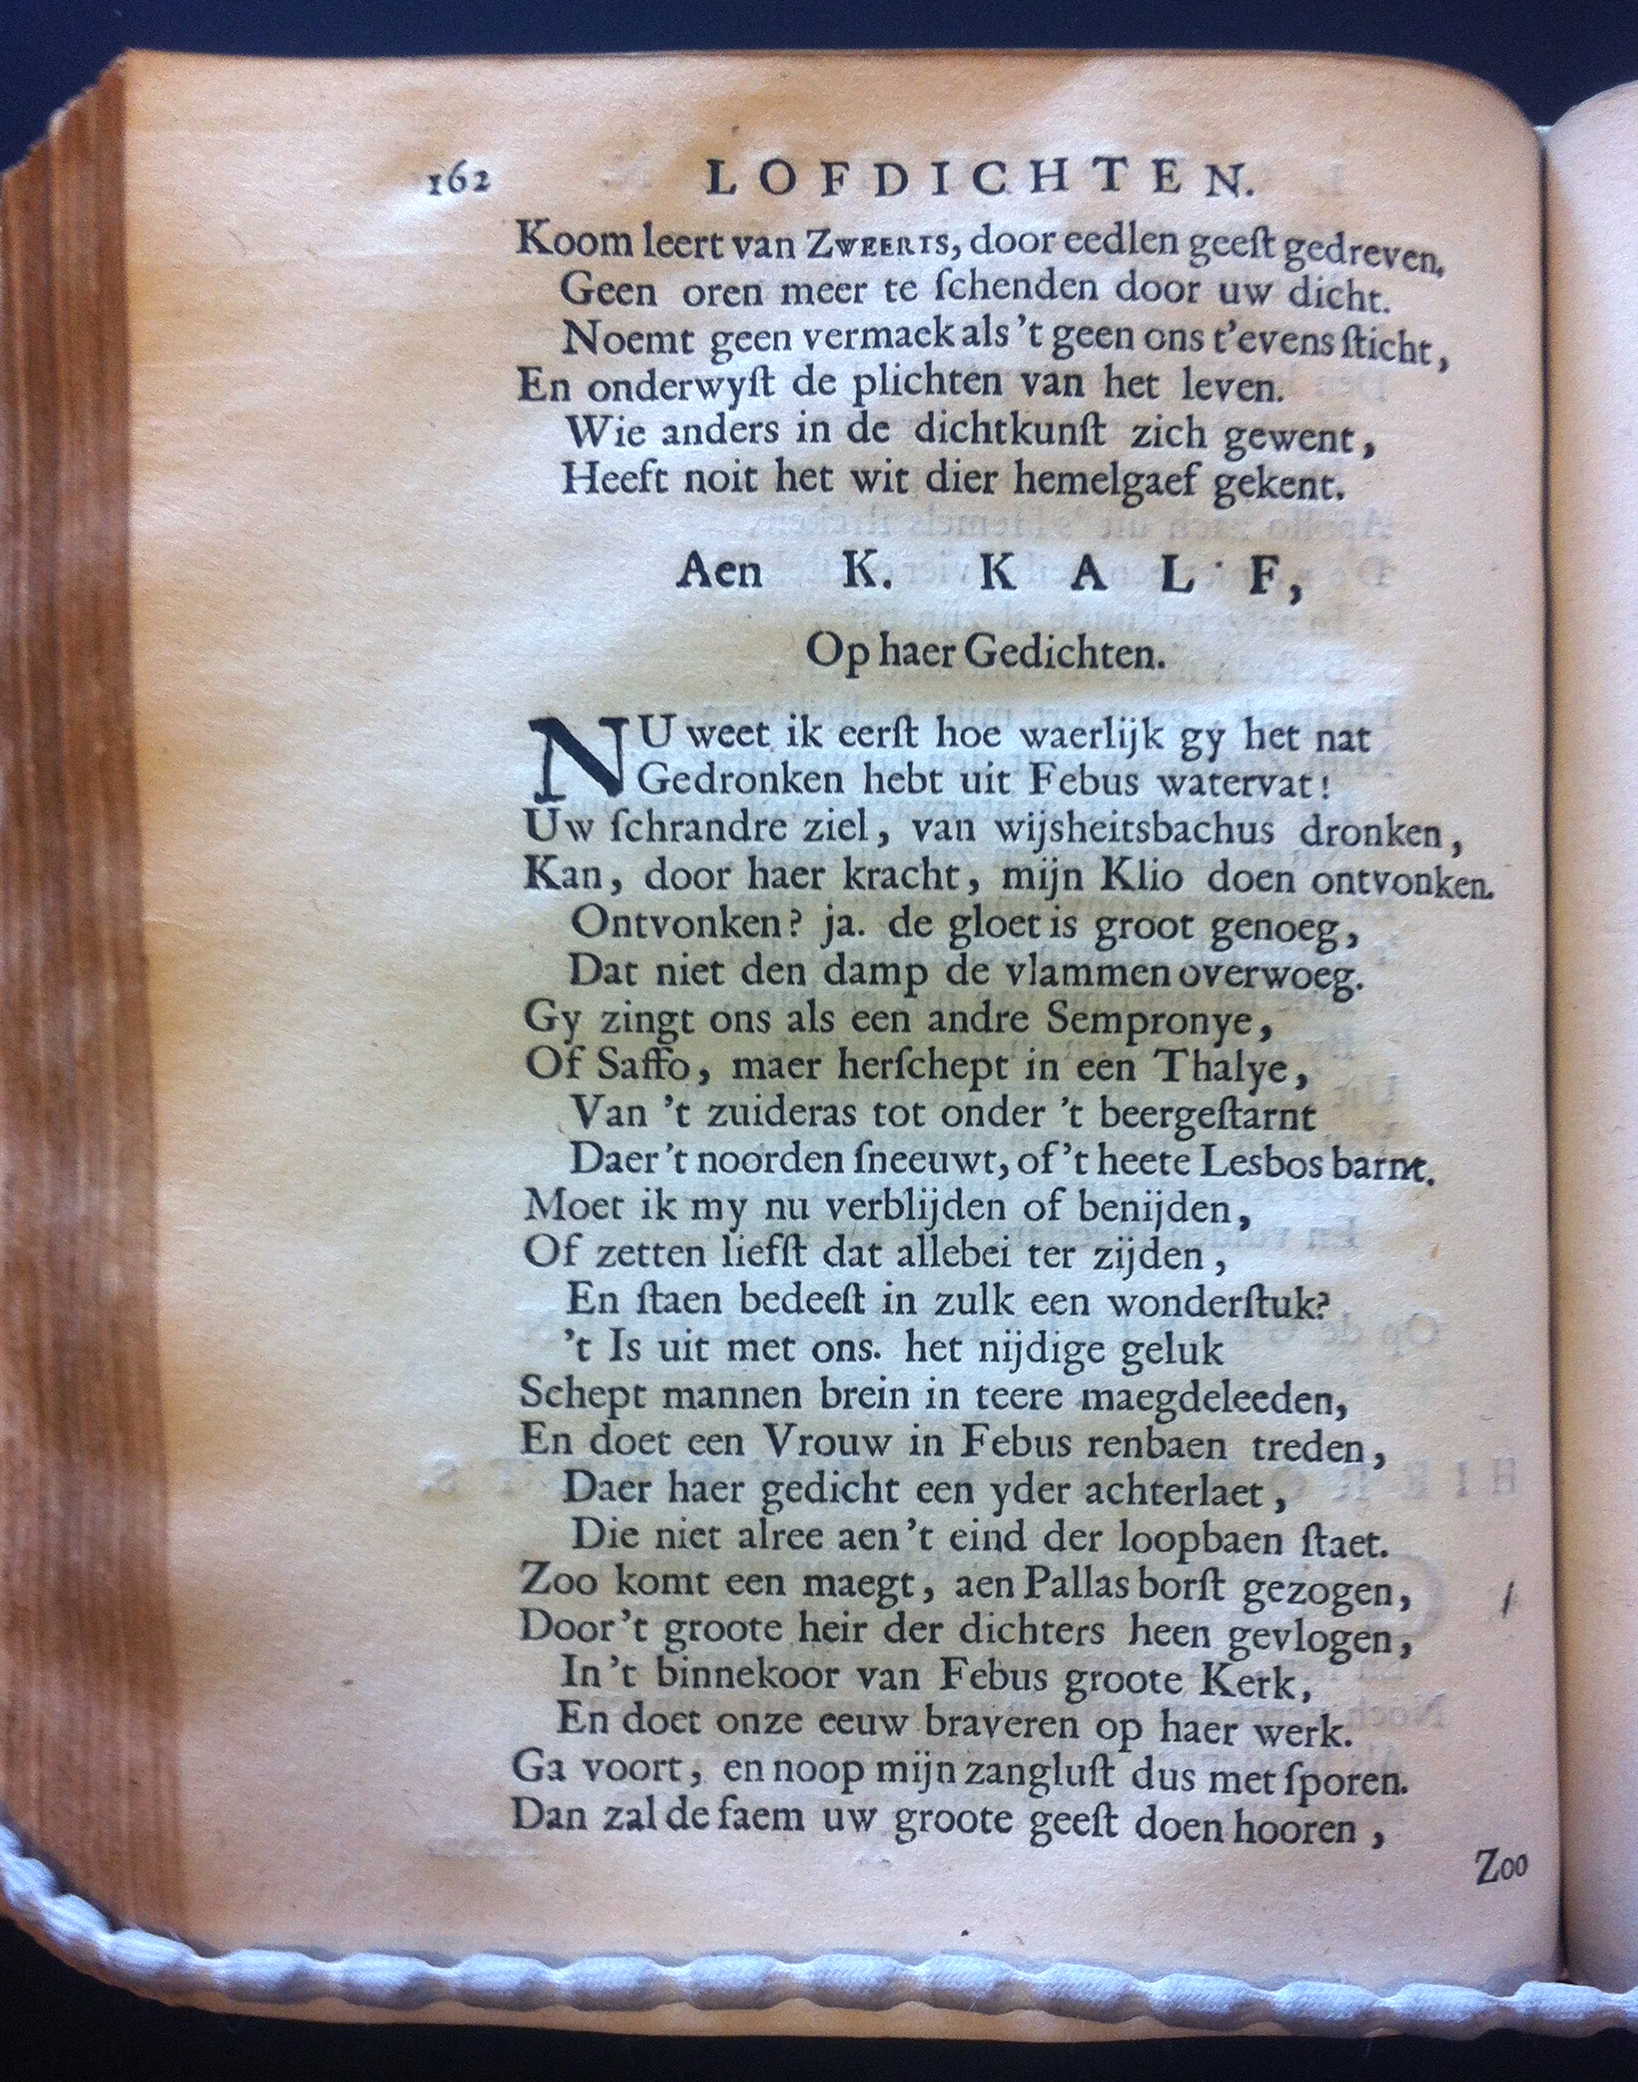 162 LOFDICHTEN.
Koom leert van ZWEERTS, door eedlen geeſt gedreven,
Geen oren meer te ſchenden door uw dicht.
Noemt geen vermaek als 't geen ons t'evens ſticht,
En onderwyſt de plichten van het leven.
Wie anders in de dichtkunſt zich gewent,
Heeft noit het wit dier hemelgaef gekent.
Aen K. KALF,
Op haer Gedichten.
NU weet ik eerſt hoe waerlijk gy het nat
Gedronken hebt uit Febus watervat!
Uw ſchrandre ziel, van wijsheitsbachus dronken,
Kan, door haer kracht, mijn Klio doen ontvonken.
Ontvonken? ja. de gloet is groot genoeg,
Dat niet den damp de vlammen overwoeg.
Gy zingt ons als een andre Sempronye,
Of Saffo, maer herſchept in een Thalye,
Van 't zuideras tot onder 't beergeſtarnt
Daer 't noorden ſneeuwt, of 't heete Lesbos barnt.
Moet ik my nu verblijden of benijden,
Of zetten liefſt dat allebei ter zijden,
En ſtaen bedeeſt in zulk een wonderſtuk?
't Is uit met ons. het nijdige geluk
Schept mannen brein in teere maegdeleeden,
En doet een Vrouw in Febus renbaen treden,
Daer haer gedicht een yder achterlaet,
Die niet alree aen 't eind der loopbaen ſtaet.
Zoo komt een maegt, aen Pallas borſt gezogen,
Door 't groote heir der dichters heen gevlogen,
In 't binnekoor van Febus groote Kerk,
En doet onze eeuw braveren op haer werk.
Ga voort, en noop mijn zangluſt dus met ſporen.
Dan zal de faem uw groote geeſt doen hooren,
Zoo